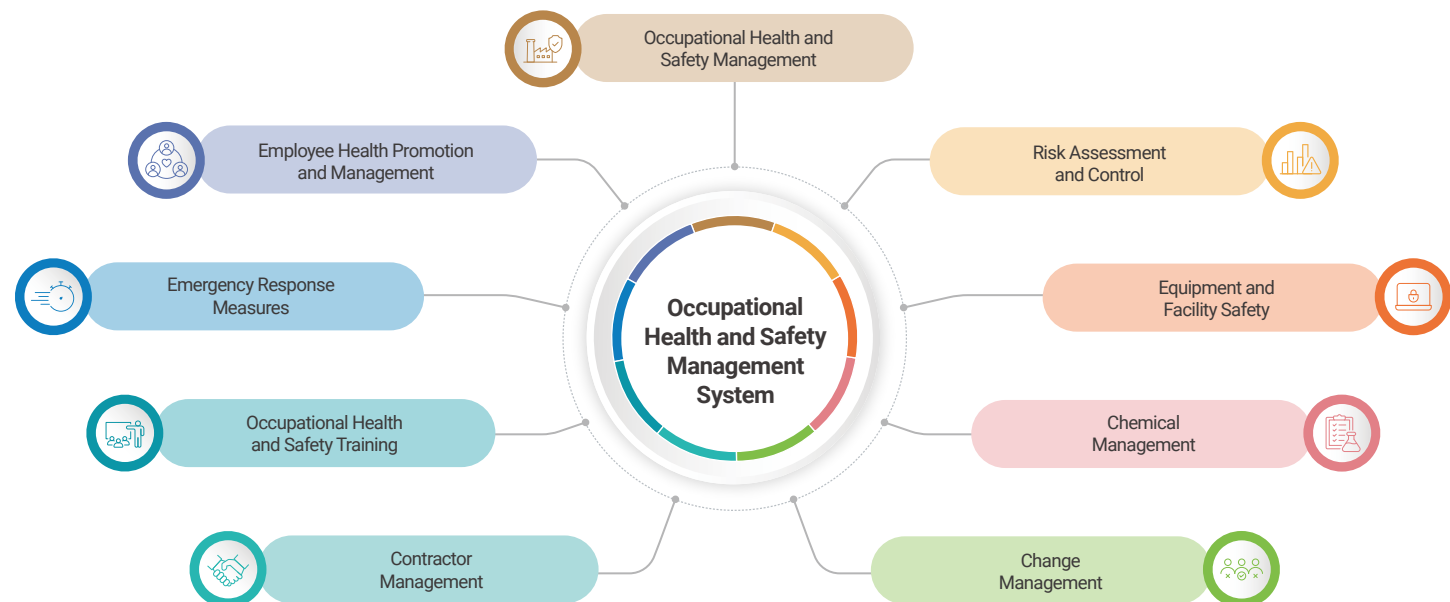 Occupational Health and
Safety Management
Employee Health Promotion
and Management
Risk Assessment
and Control
Emergency Response
Measures
Equipment and
Facility Safety
Occupational
Health and Safety
Management
System
Occupational Health
and Safety Training
Chemical
Management
Contractor
Management
Change
Management